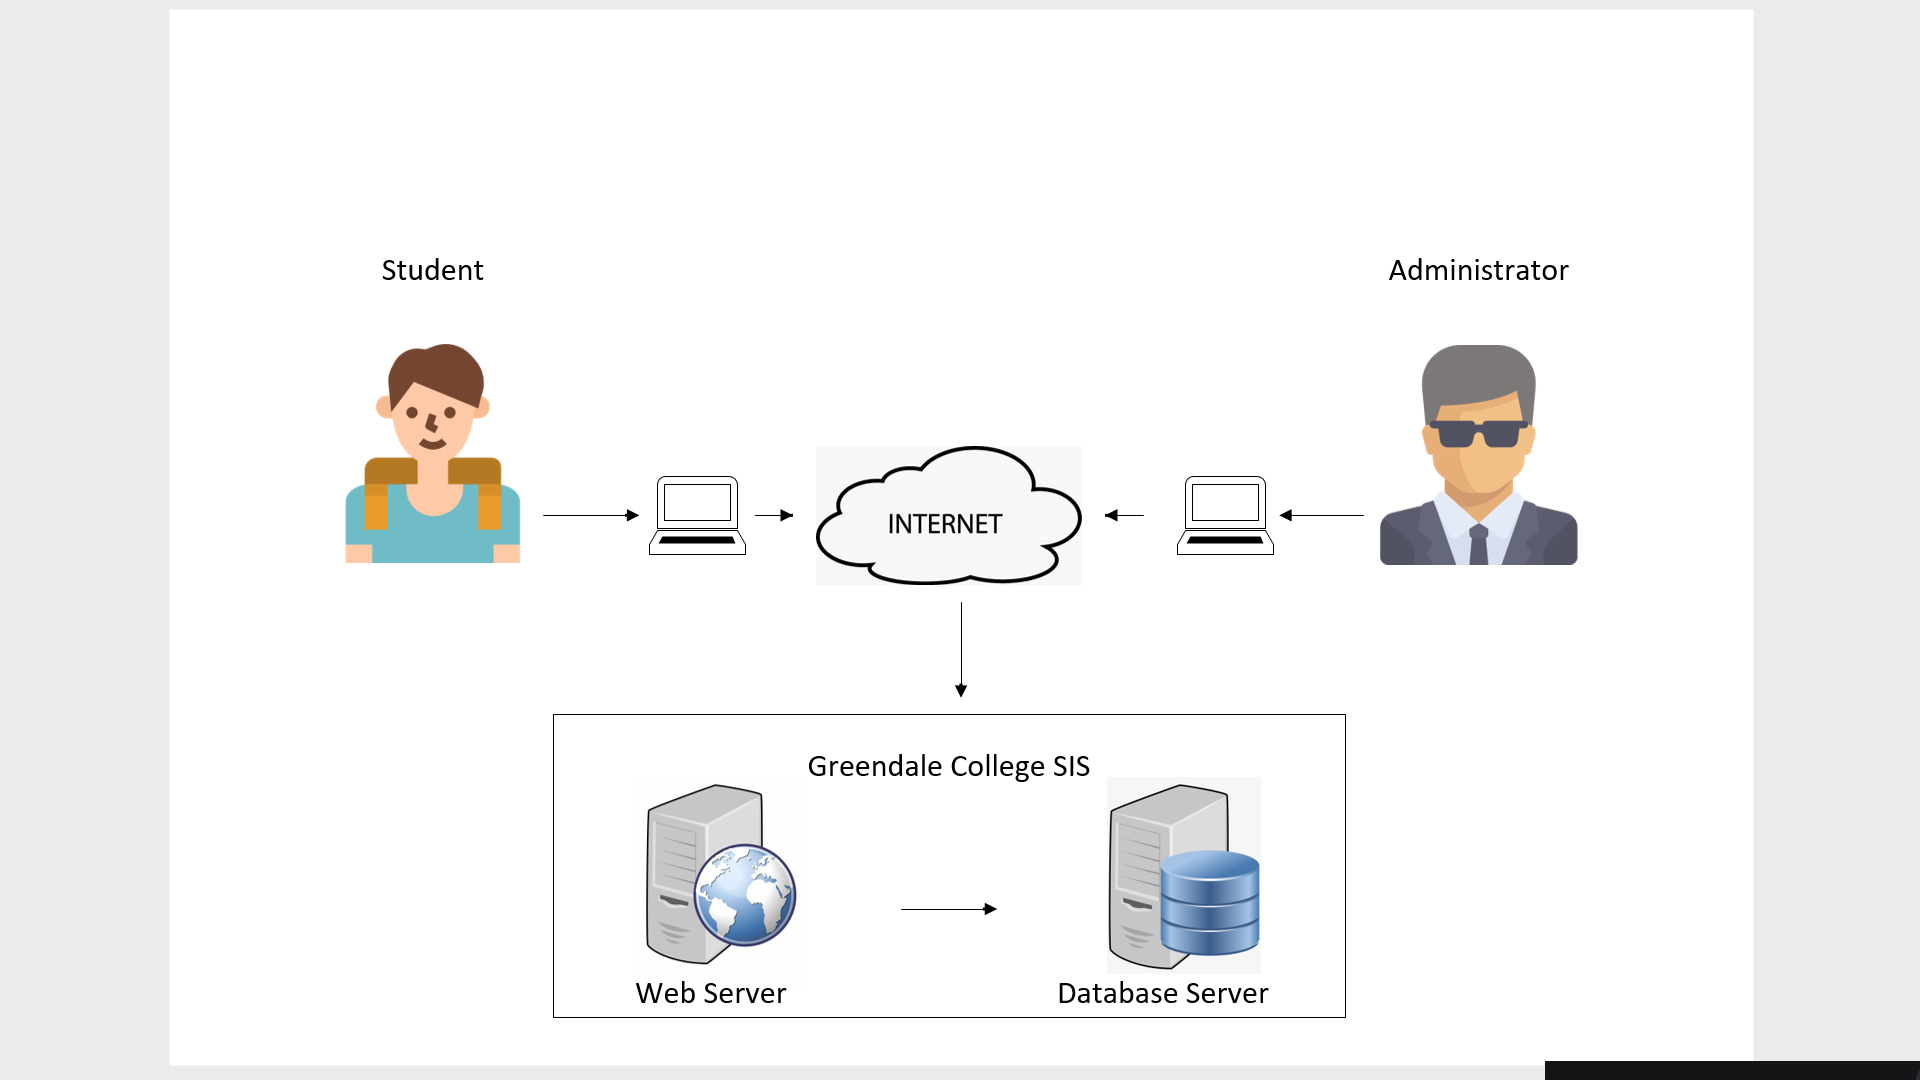 Student
Administrator
INTERNET
Greendale College SIS
Web Server
Database Server